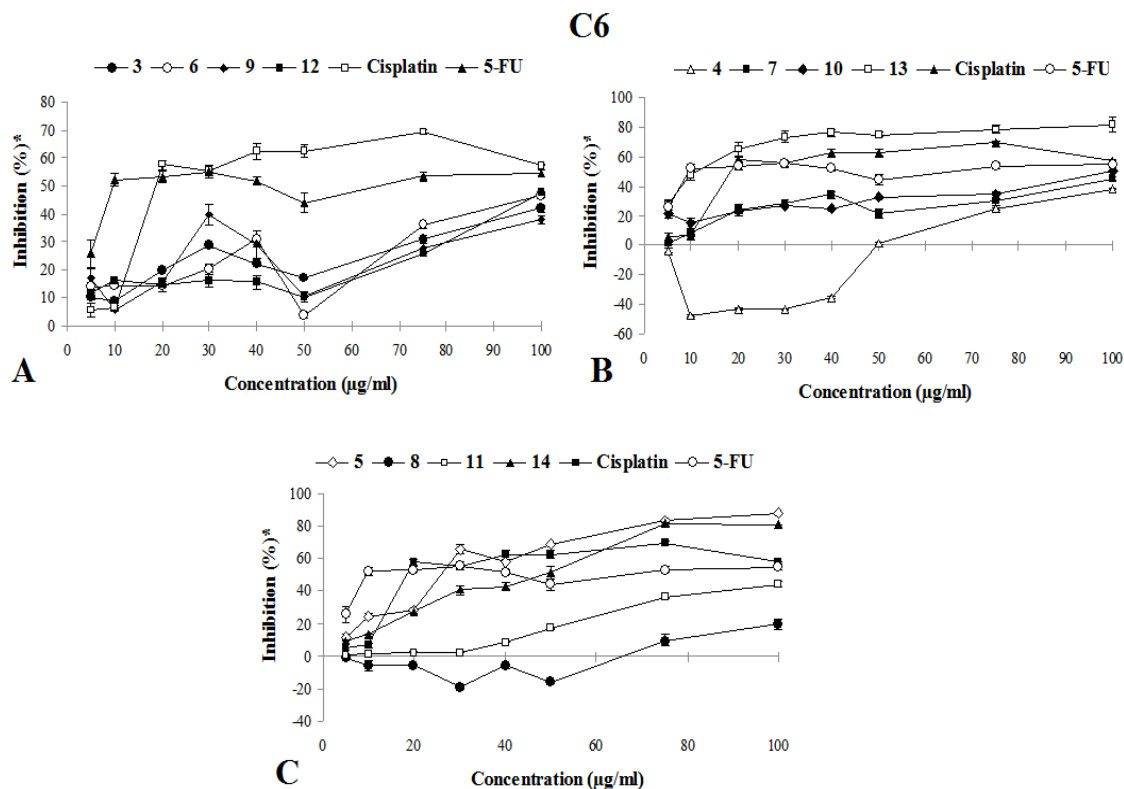 C6
3 6 9 12 Cisplatin 5-FU
80
70
60
50
40
30
20
10
0
Inhibition (%)*
0 10 20 30 40 50 60 70 80 90 100
Concentration (µg/ml)
A
4 7 10 13 Cisplatin 5-FU
100
80
60
40
20
0
-20
-40
-60
Inhibition (%)*
0 10 20 30 40 50 60 70 80 90 100
Concentration (µg/ml)
B
5 8 11 14 Cisplatin 5-FU
100
80
60
40
20
0
-20
-40
Inhibition (%)*
0 20 40 60 80 100
Concentration (µg/ml)
C